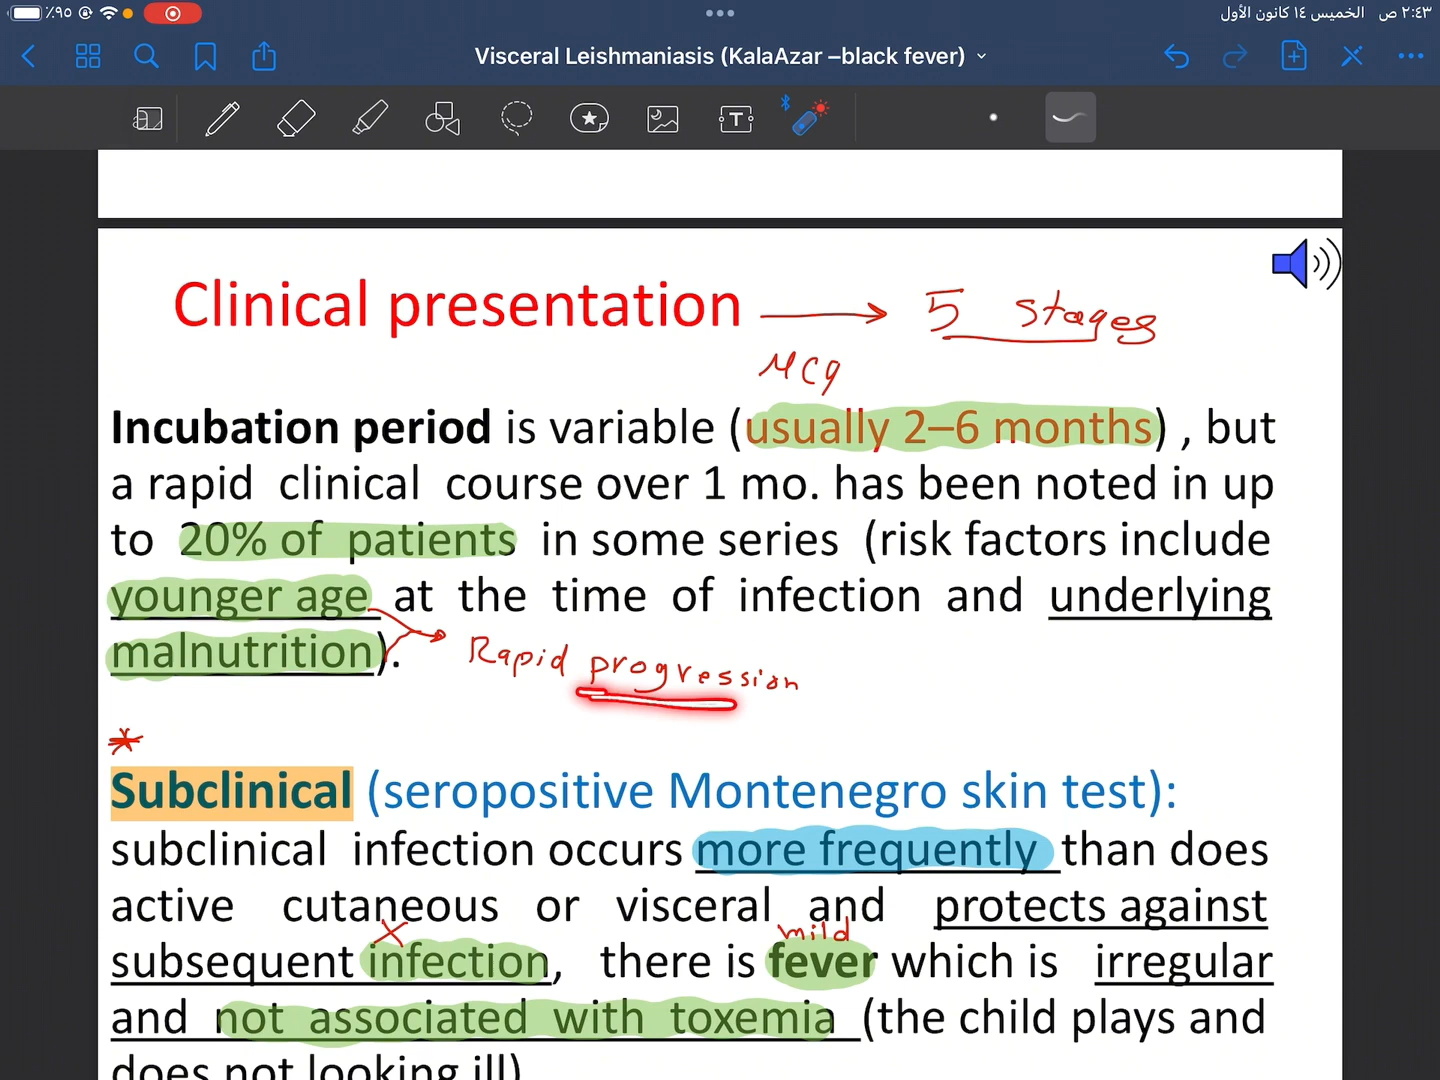 ٪٩٥
الخميس ١٤ كانون الأول ٢:٤٣ ص
Visceral Leishmaniasis (KalaAzar –black fever)
T
Clinical presentation 5 stages
MCq
Incubation period is variable (usually 2–6 months) , but
a rapid clinical course over 1 mo. has been noted in up
to 20% of patients in some series (risk factors include
younger age at the time of infection and underlying
malnutrition).
Rapid progression
*
Subclinical (seropositive Montenegro skin test):
subclinical infection occurs more frequently than does
active cutaneous or visceral and protects against
x mild
subsequent infection, there is fever which is irregular
and not associated with toxemia (the child plays and
does not looking ill)